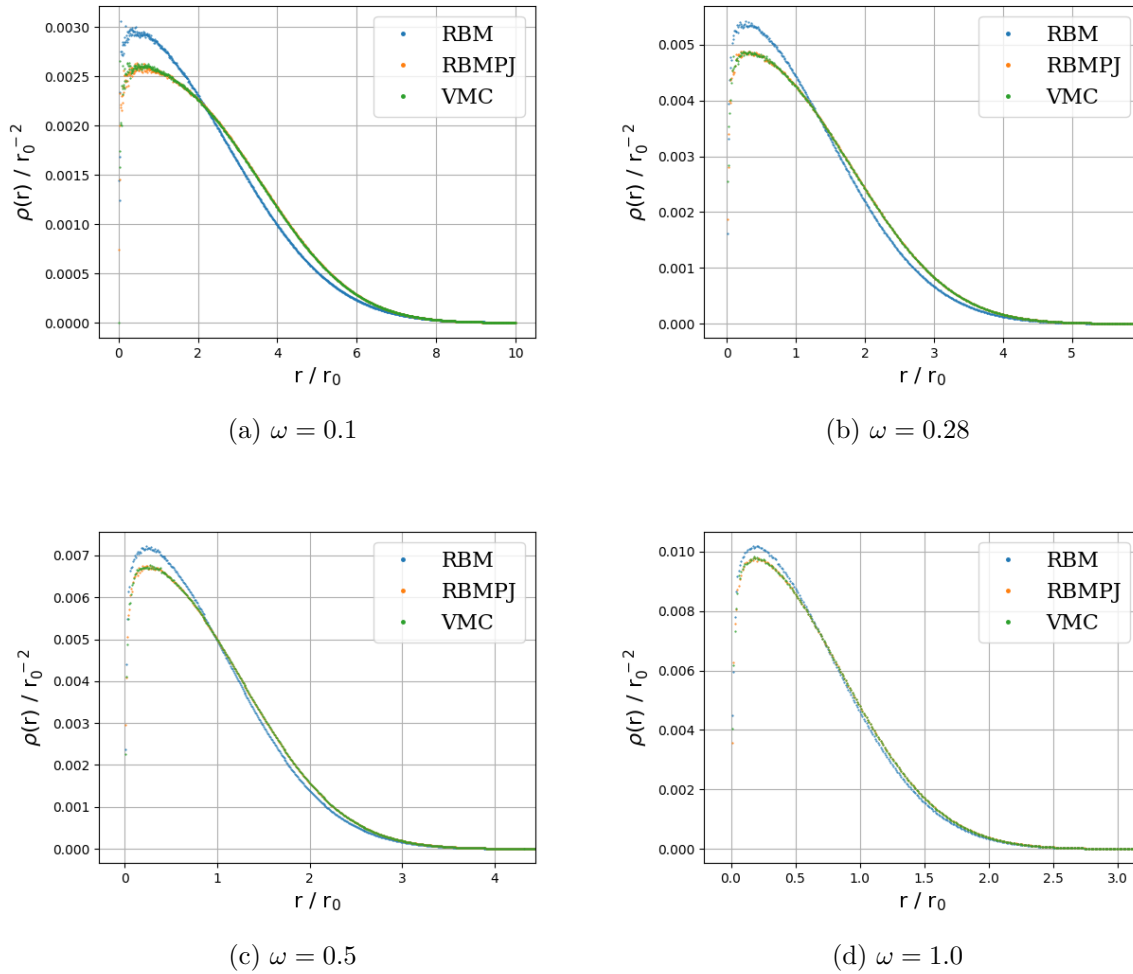 0.0030
0.0025
0.0020
0.0015
0.0010
0.0005
0.0000
ρ(r) / r₀⁻²
0 2 4 6 8 10
r / r₀
RBM
RBMPJ
VMC
(a) ω = 0.1
0.005
0.004
0.003
0.002
0.001
0.000
ρ(r) / r₀⁻²
0 1 2 3 4 5
r / r₀
RBM
RBMPJ
VMC
(b) ω = 0.28
0.007
0.006
0.005
0.004
0.003
0.002
0.001
0.000
ρ(r) / r₀⁻²
0 1 2 3 4
r / r₀
RBM
RBMPJ
VMC
(c) ω = 0.5
0.010
0.008
0.006
0.004
0.002
0.000
ρ(r) / r₀⁻²
0.0 0.5 1.0 1.5 2.0 2.5 3.0
r / r₀
RBM
RBMPJ
VMC
(d) ω = 1.0